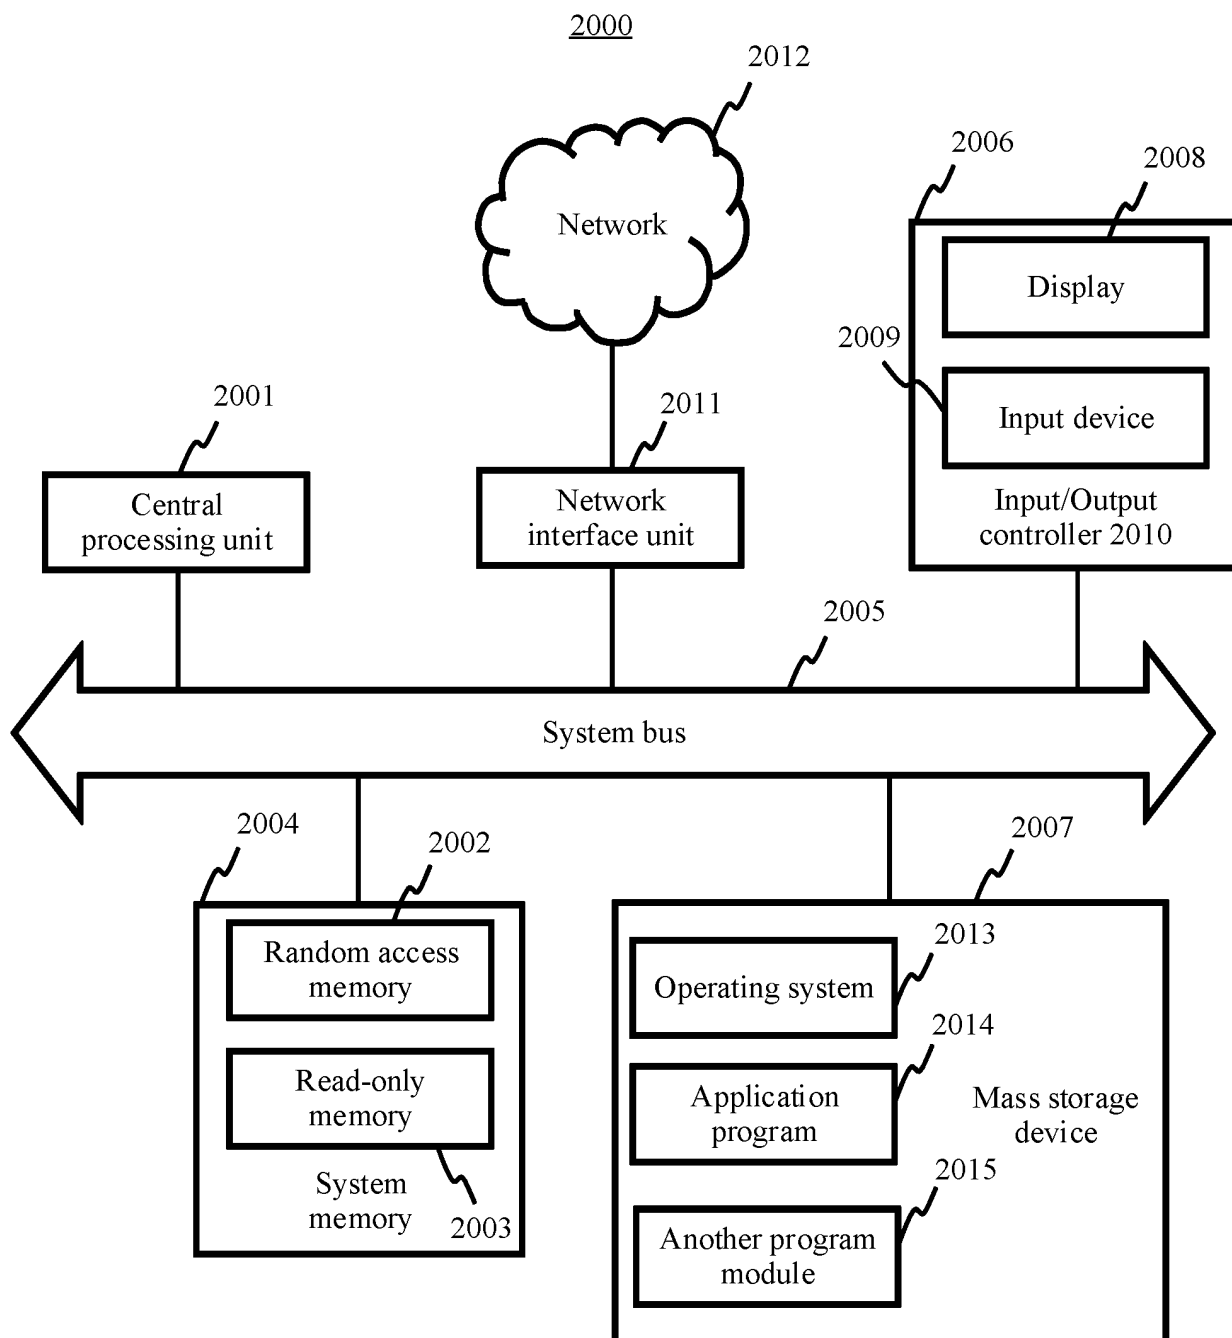 2000
2012
Network
2006
2008
Display
2009
Input device
Input/Output
controller 2010
2001
Central
processing unit
2011
Network
interface unit
2005
System bus
2004
2002
Random access
memory
Read-only
memory
System
memory
2003
2007
2013
Operating system
2014
Application
program
Mass storage
device
2015
Another program
module